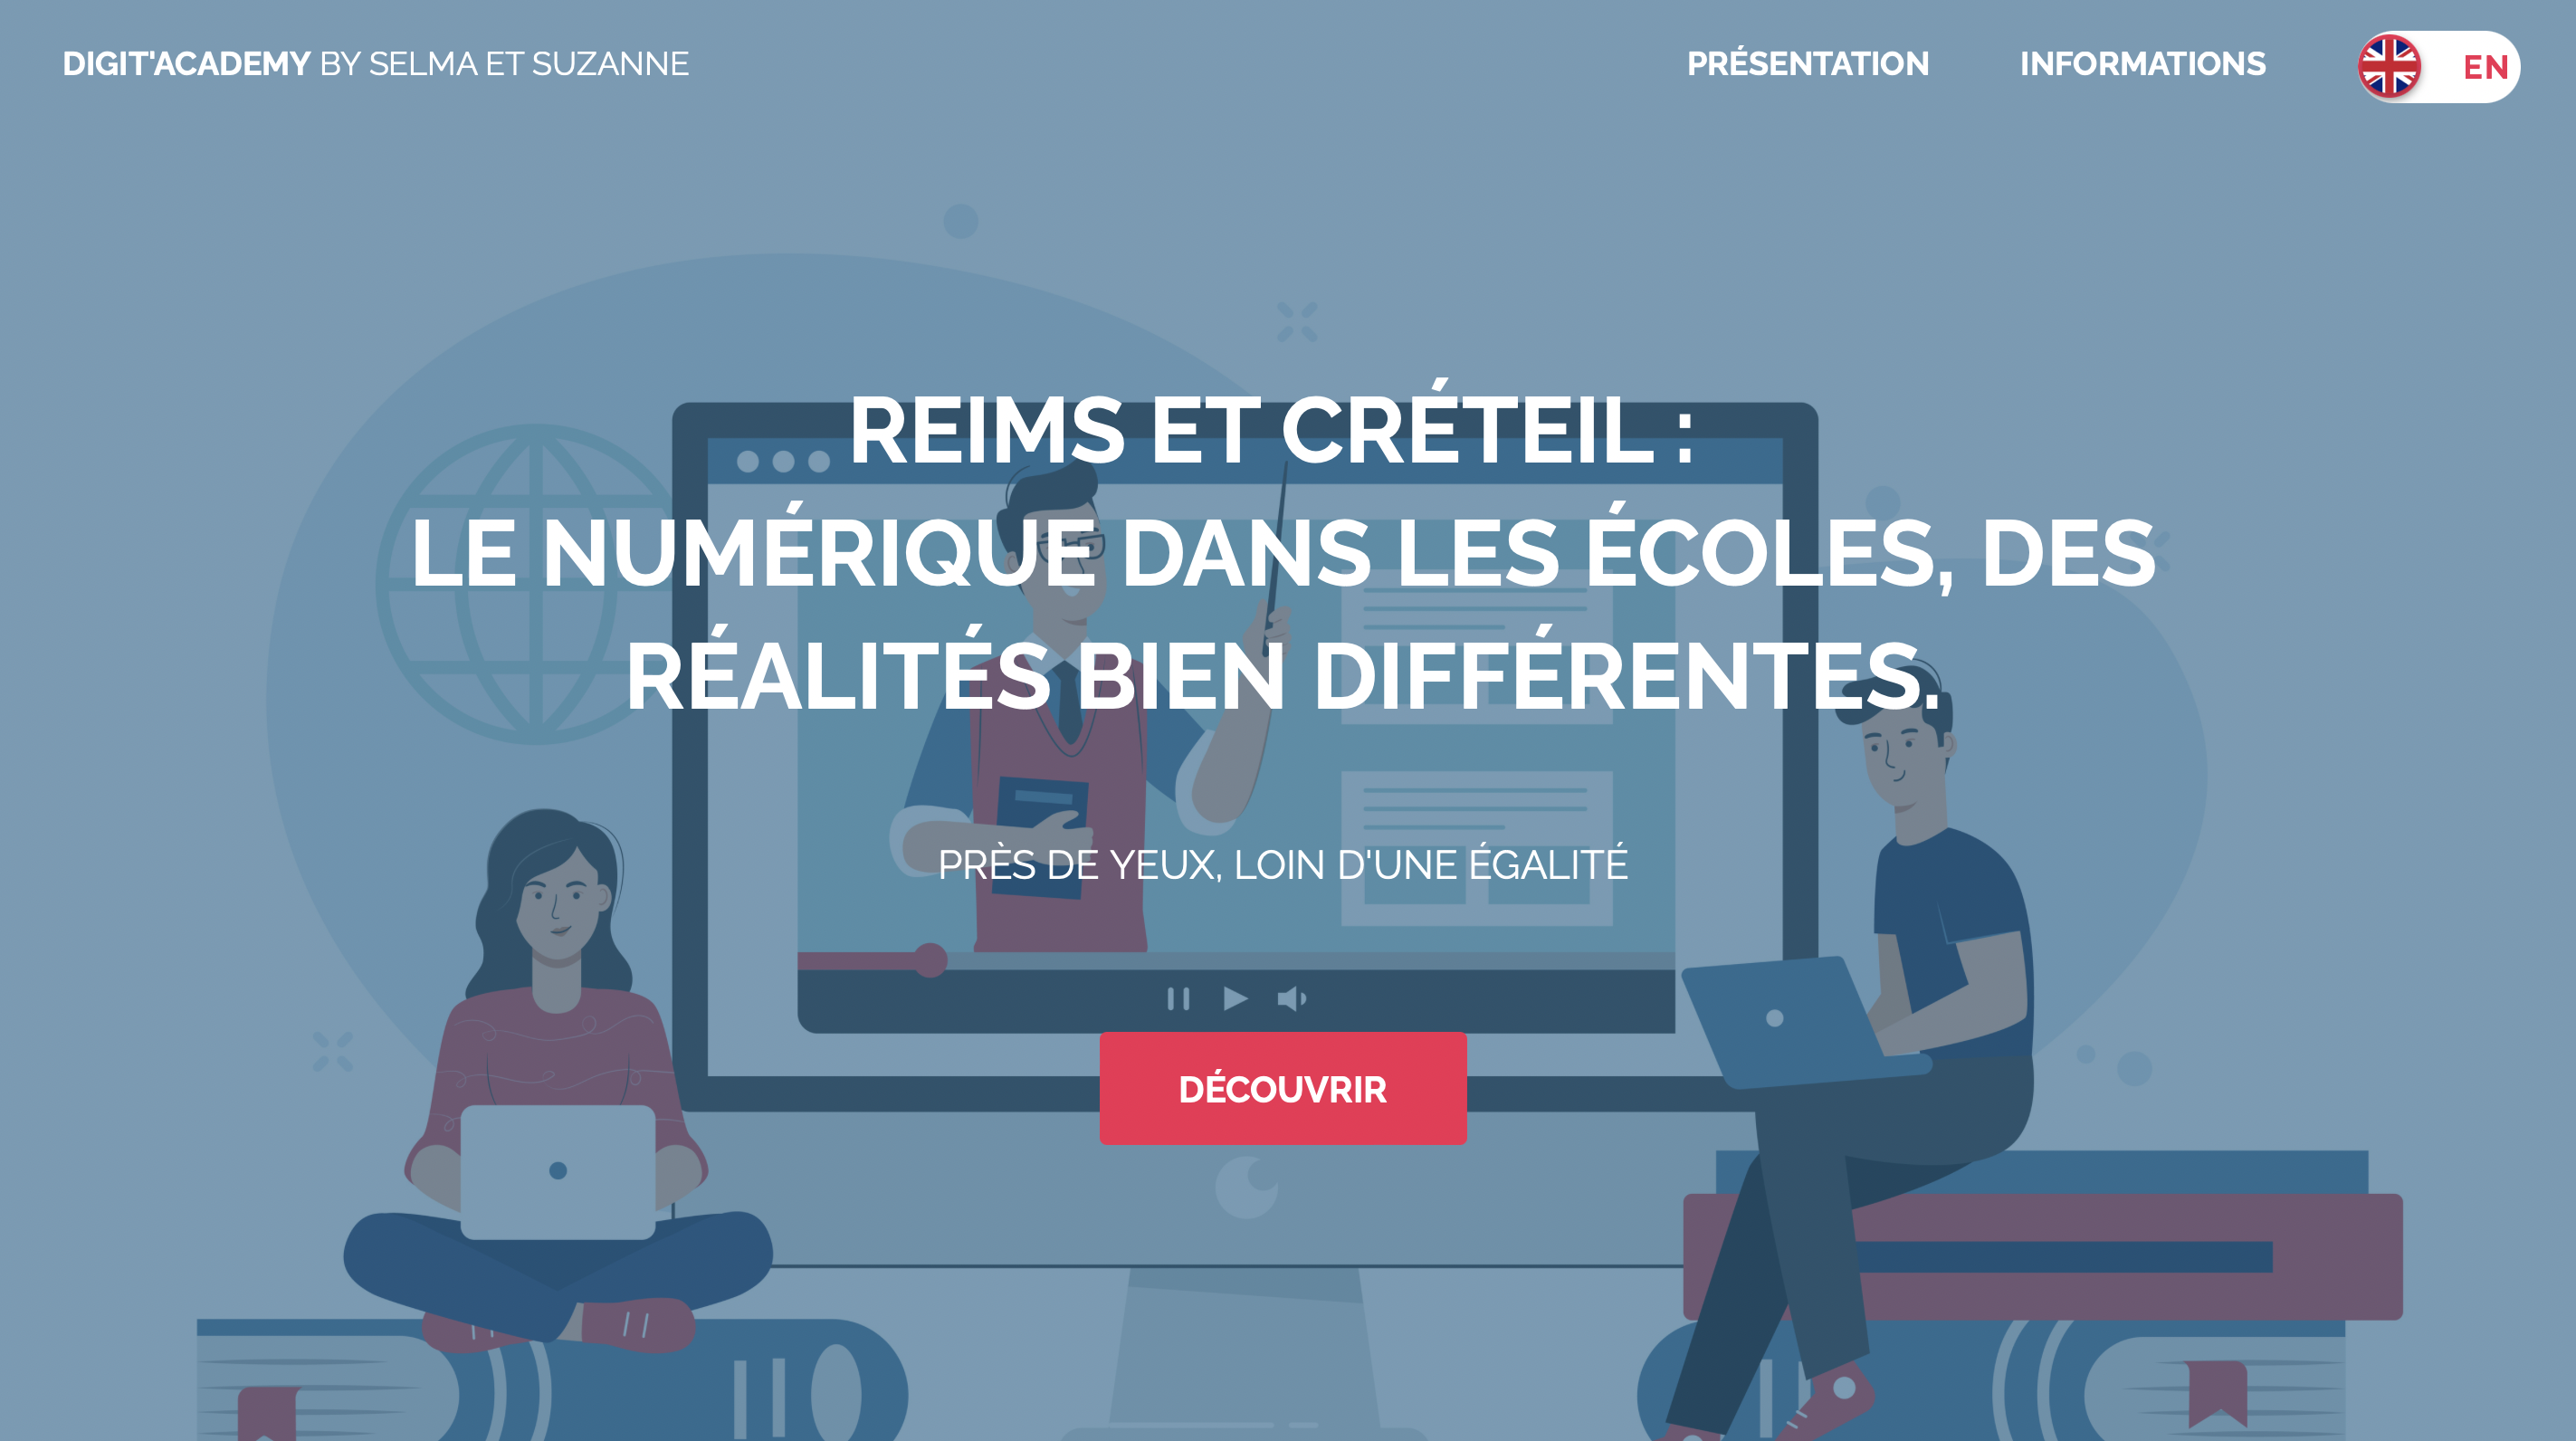 DIGIT'ACADEMY BY SELMA ET SUZANNE
PRÉSENTATION
INFORMATIONS
EN
REIMS ET CRÉTEIL :
LE NUMÉRIQUE DANS LES ÉCOLES, DES
RÉALITÉS BIEN DIFFÉRENTES.
PRÈS DE YEUX, LOIN D'UNE ÉGALITÉ
DÉCOUVRIR